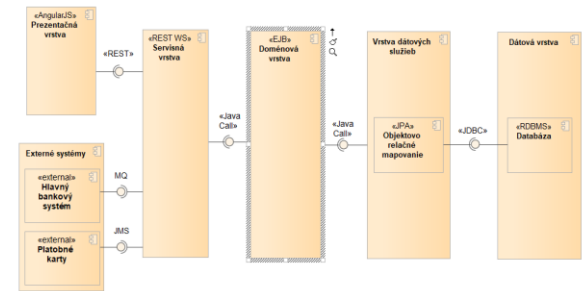 «AngularJS»
Prezentačná
vrstva
«REST»
«REST WS»
Servisná
vrstva
«Java
Call»
«EJB»
Doménová
vrstva
«Java
Call»
Vrstva dátových
služieb
«JPA»
Objektovo
relačné
mapovanie
«JDBC»
Dátová vrstva
«RDBMS»
Databáza
Externé systémy
«external»
Hlavný
bankový
systém
MQ
«external»
Platobné
karty
JMS